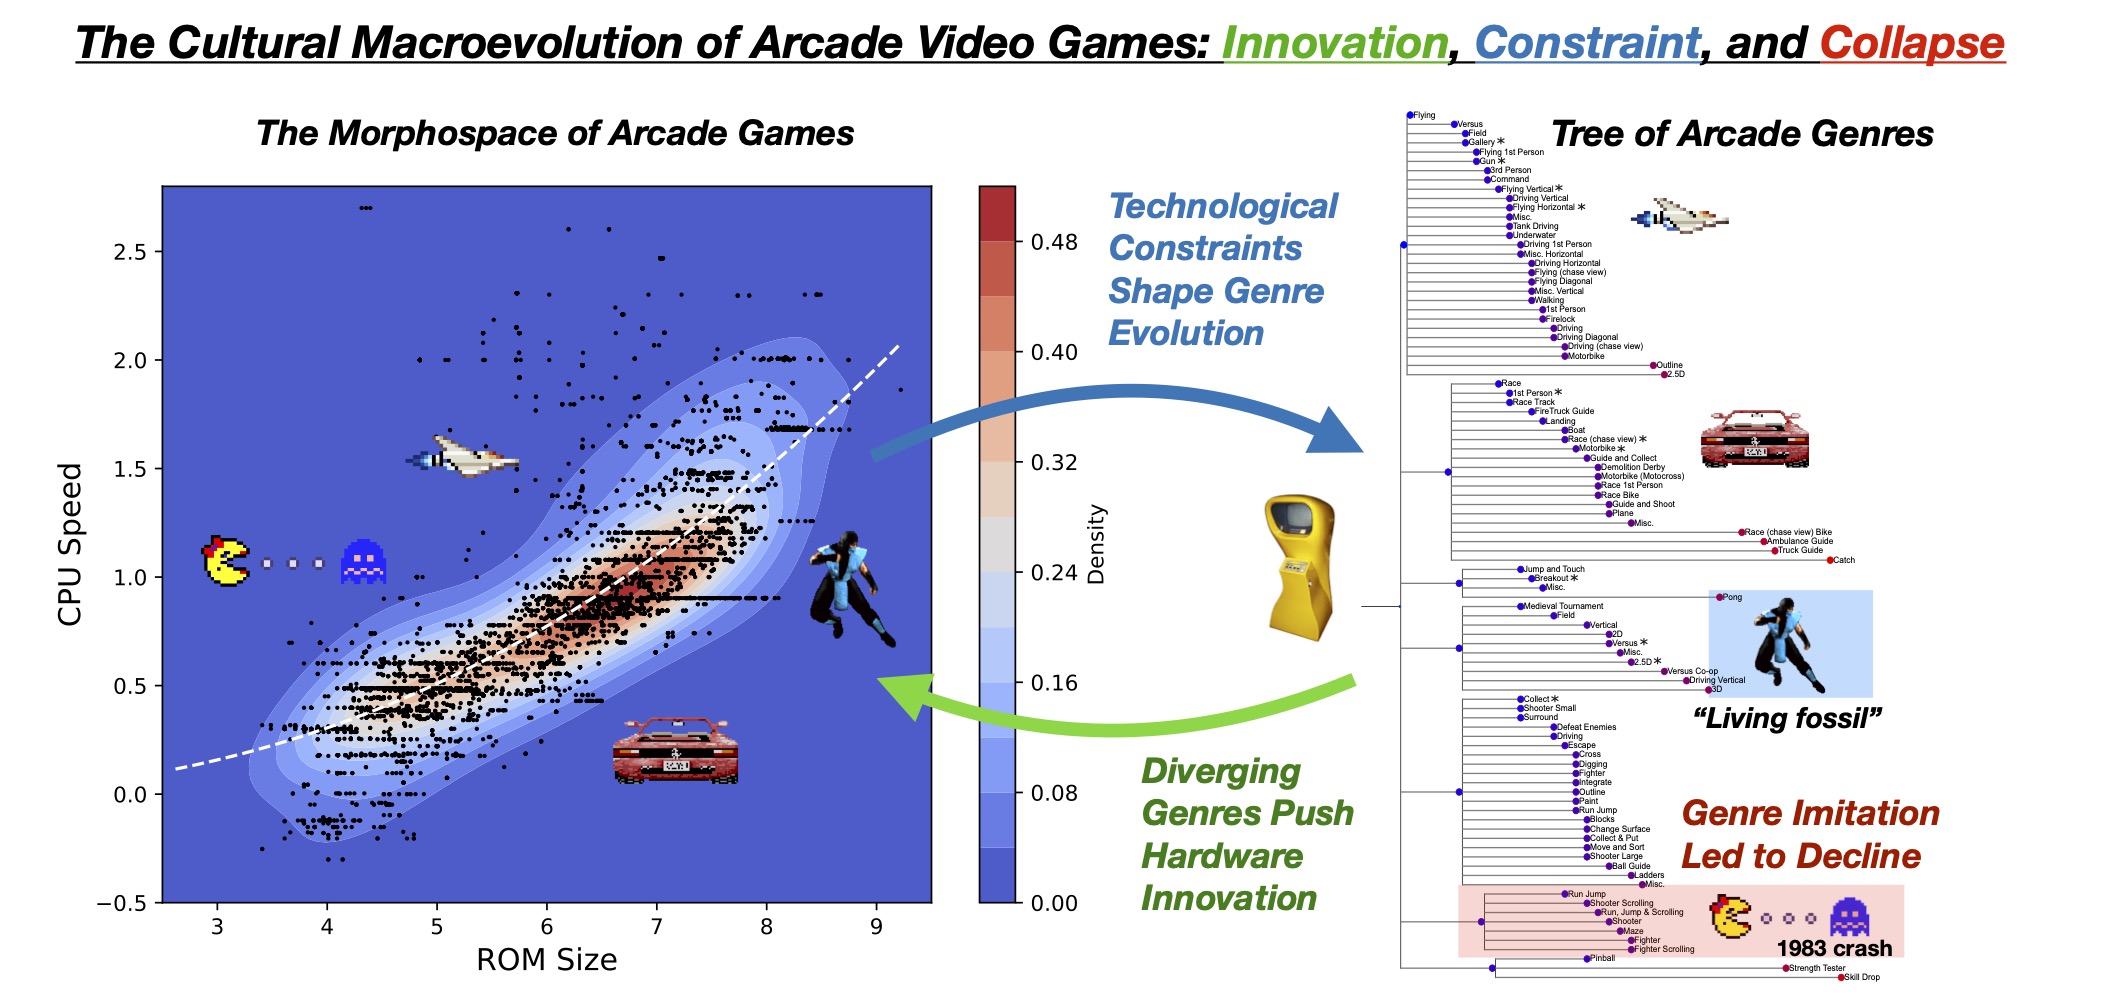 The Cultural Macroevolution of Arcade Video Games: Innovation, Constraint, and Collapse
The Morphospace of Arcade Games
CPU Speed
2.5
2.0
1.5
1.0
0.5
0.0
−0.5
3 4 5 6 7 8 9
ROM Size
0.48
0.40
0.32
0.24
0.16
0.08
0.00
Density
Technological
Constraints
Shape Genre
Evolution
Diverging
Genres Push
Hardware
Innovation
Tree of Arcade Genres
Flying
Versus
Field
Gallery *
Flying 1st Person
Gun *
3rd Person
Command
Flying Vertical *
Driving Vertical
Flying Horizontal *
Misc.
Tank Driving
Underwater
Driving 1st Person
Misc. Horizontal
Driving Horizontal
Flying (chase view)
Flying Diagonal
Misc. Vertical
Walking
1st Person
Firelock
Driving
Driving Diagonal
Driving (chase view)
Motorbike
Outline
2.5D
Race
1st Person *
Race Track
FireTruck Guide
Landing
Boat
Race (chase view) *
Motorbike *
Guide and Collect
Demolition Derby
Motorbike (Motocross)
Race 1st Person
Race Bike
Guide and Shoot
Plane
Misc.
Race (chase view) Bike
Ambulance Guide
Truck Guide
Catch
Jump and Touch
Breakout *
Misc.
Pong
Medieval Tournament
Field
Vertical
2D
Versus *
Misc.
2.5D *
Versus Co-op
Driving Vertical
3D
“Living fossil”
Collect *
Shooter Small
Surround
Defeat Enemies
Driving
Escape
Cross
Digging
Fighter
Integrate
Outline
Paint
Run Jump
Blocks
Change Surface
Collect & Put
Move and Sort
Shooter Large
Ball Guide
Ladders
Misc.
Genre Imitation
Led to Decline
Run Jump
Shooter Scrolling
Run, Jump & Scrolling
Shooter
Maze
Fighter
Fighter Scrolling
1983 crash
Pinball
Strength Tester
Skill Drop